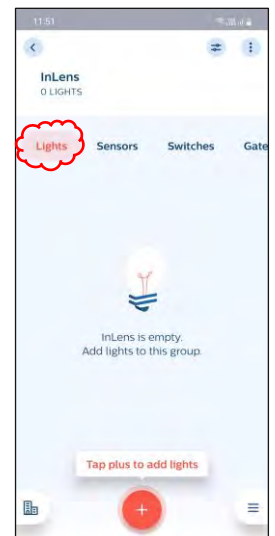 11:51
InLens
0 LIGHTS
Lights Sensors Switches Gate
InLens is empty.
Add lights to this group.
Tap plus to add lights